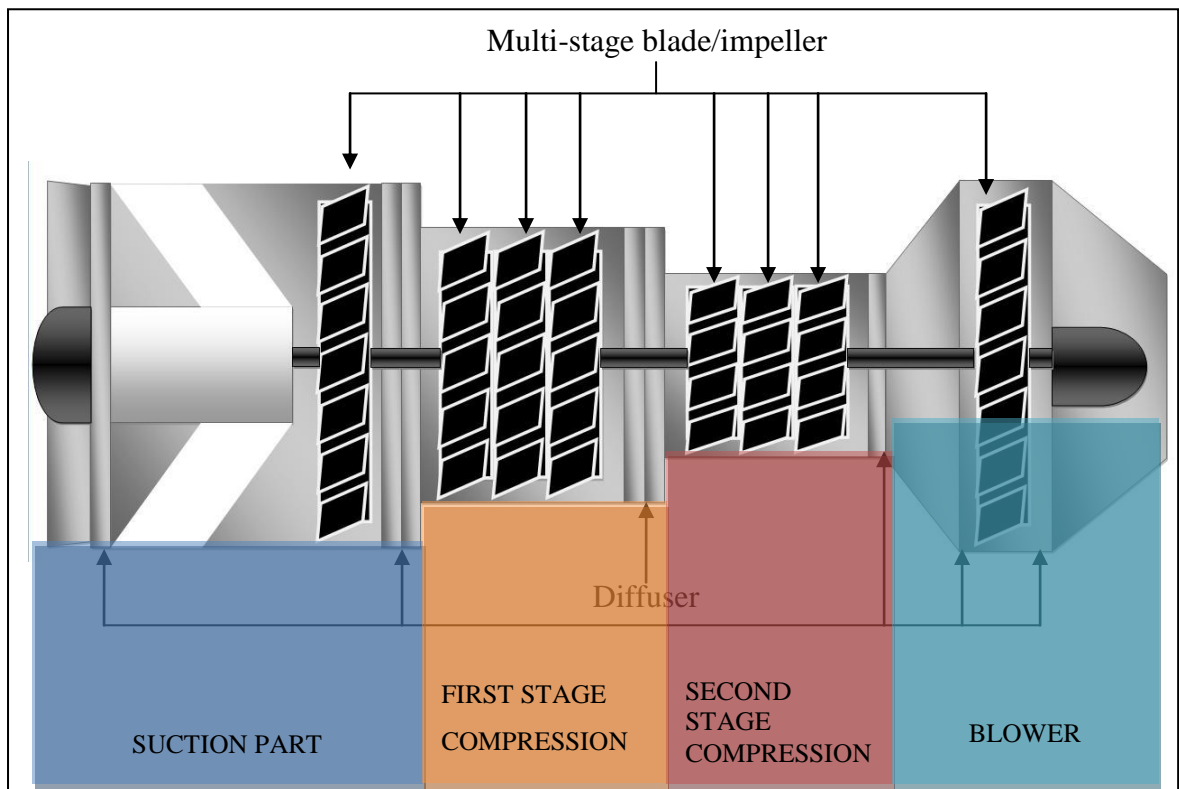 Multi-stage blade/impeller
Diffuser
SUCTION PART
FIRST STAGE
COMPRESSION
SECOND
STAGE
COMPRESSION
BLOWER